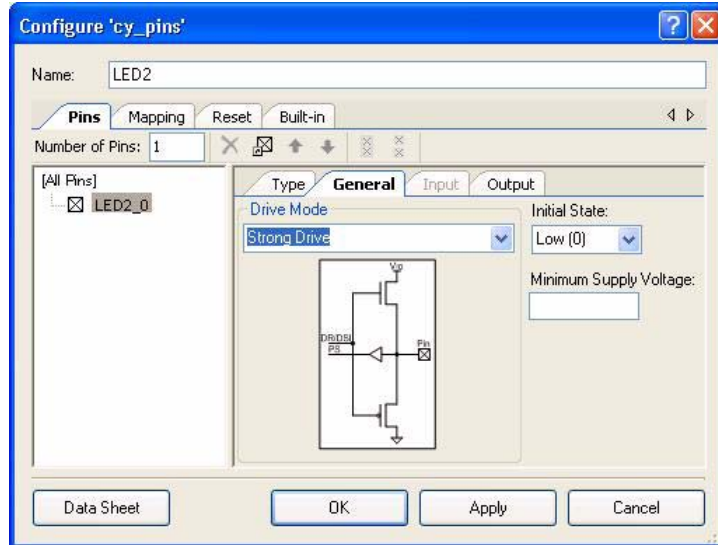 Configure 'cy_pins'
Name: LED2
Pins Mapping Reset Built-in
Number of Pins: 1
[All Pins]
LED2_0
Type General Input Output
Drive Mode
Strong Drive
Initial State:
Low (0)
Minimum Supply Voltage:
Vio
DR/DSI
PS
Pin
Data Sheet OK Apply Cancel